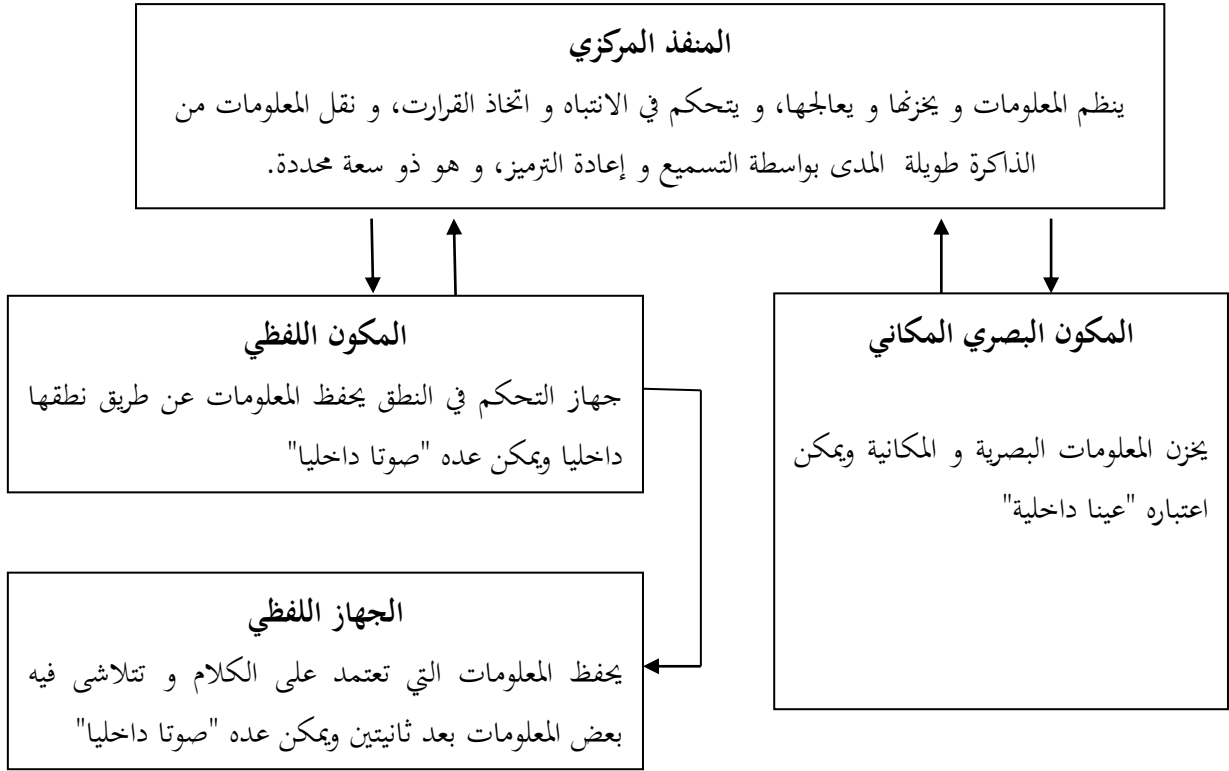 المنفذ المركزي
ينظم المعلومات و يخزنها و يعالجها، و يتحكم في الانتباه و اتخاذ القرارت، و نقل المعلومات من
الذاكرة طويلة المدى بواسطة التسميع و إعادة الترميز، و هو ذو سعة محددة.
المكون البصري المكاني
يخزن المعلومات البصرية و المكانية ويمكن
اعتباره "عينا داخلية"
المكون اللفظي
جهاز التحكم في النطق يحفظ المعلومات عن طريق نطقها
داخليا ويمكن عده "صوتا داخليا"
الجهاز اللفظي
يحفظ المعلومات التي تعتمد على الكلام و تتلاشى فيه
بعض المعلومات بعد ثانيتين ويمكن عده "صوتا داخليا"